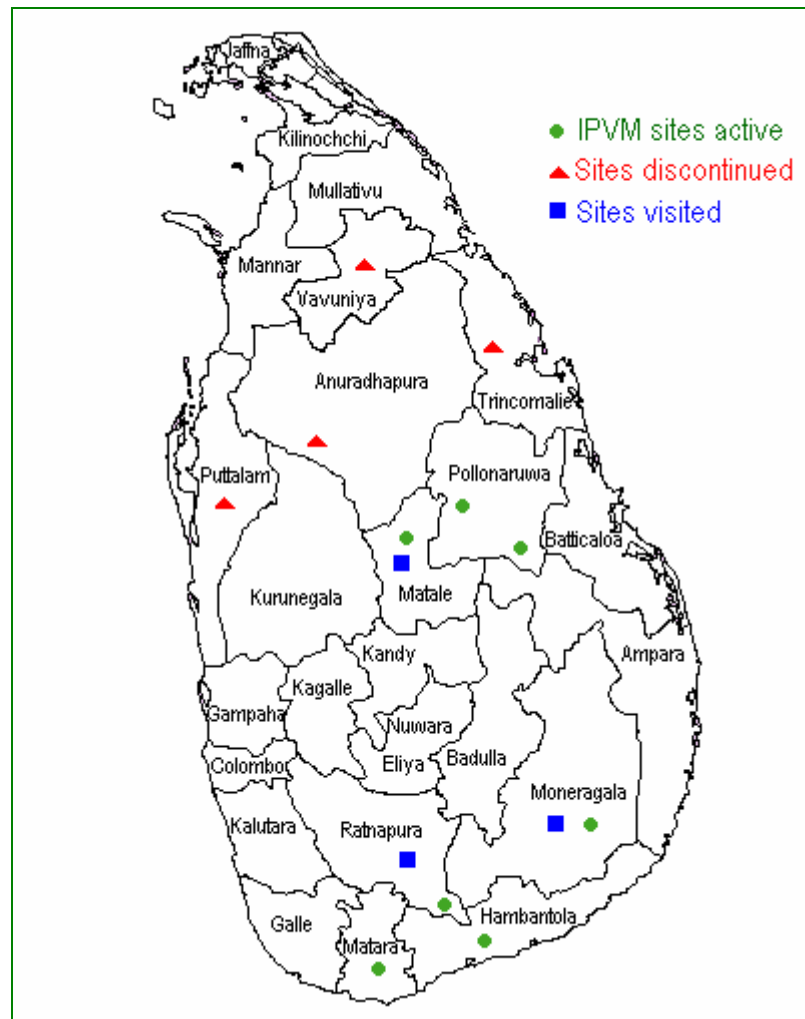 Jaffna
IPVM sites active
Kilinochchi
Sites discontinued
Mullativu
Sites visited
Mannar
Vavuniya
Anuradhapura
Trincomalie
Puttalam
Pollonaruwa
Batticaloa
Kurunegala
Matale
Kandy
Ampara
Kagalle
Gampaha
Nuwara
Eliya
Badulla
Colombo
Moneragala
Kalutara
Ratnapura
Hambantola
Galle
Matara